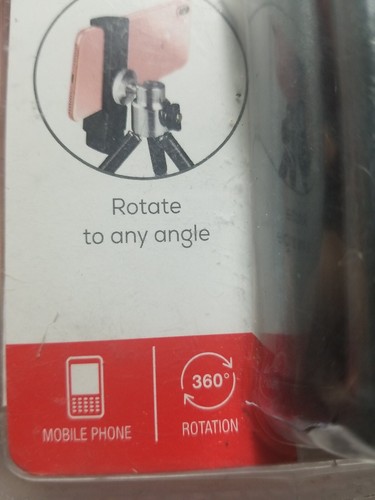 Rotate
to any angle
360°
MOBILE PHONE
ROTATION